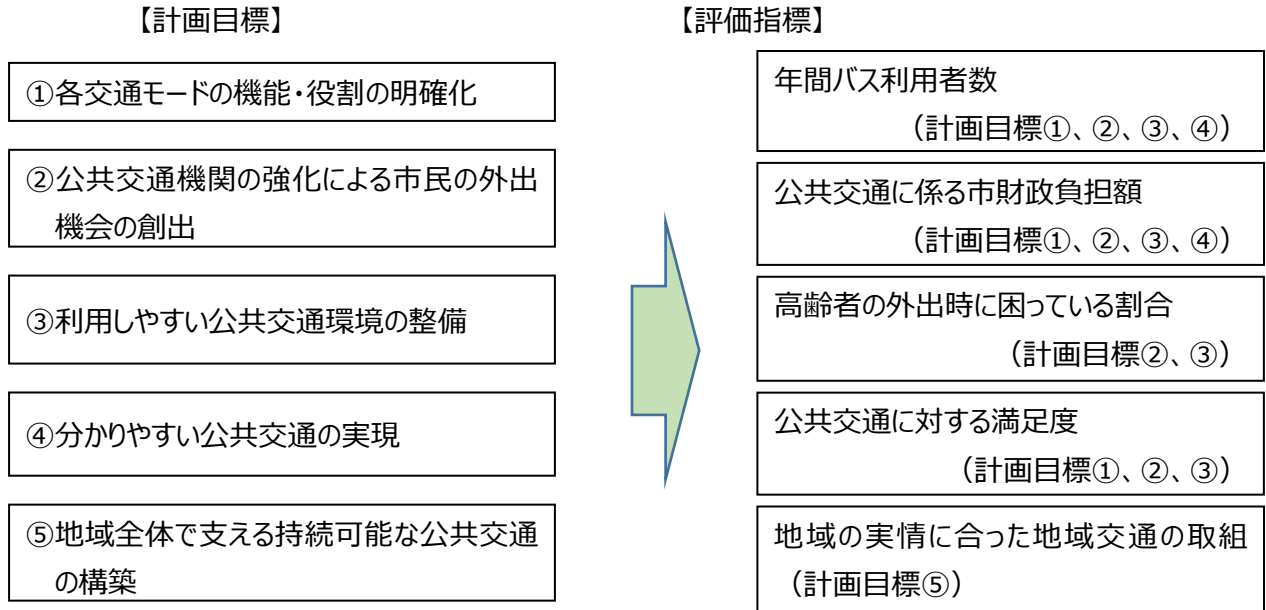 【計画目標】
①各交通モードの機能・役割の明確化
②公共交通機関の強化による市民の外出
機会の創出
③利用しやすい公共交通環境の整備
④分かりやすい公共交通の実現
⑤地域全体で支える持続可能な公共交通
の構築
【評価指標】
年間バス利用者数
（計画目標①、②、③、④）
公共交通に係る市財政負担額
（計画目標①、②、③、④）
高齢者の外出時に困っている割合
（計画目標②、③）
公共交通に対する満足度
（計画目標①、②、③）
地域の実情に合った地域交通の取組
（計画目標⑤）